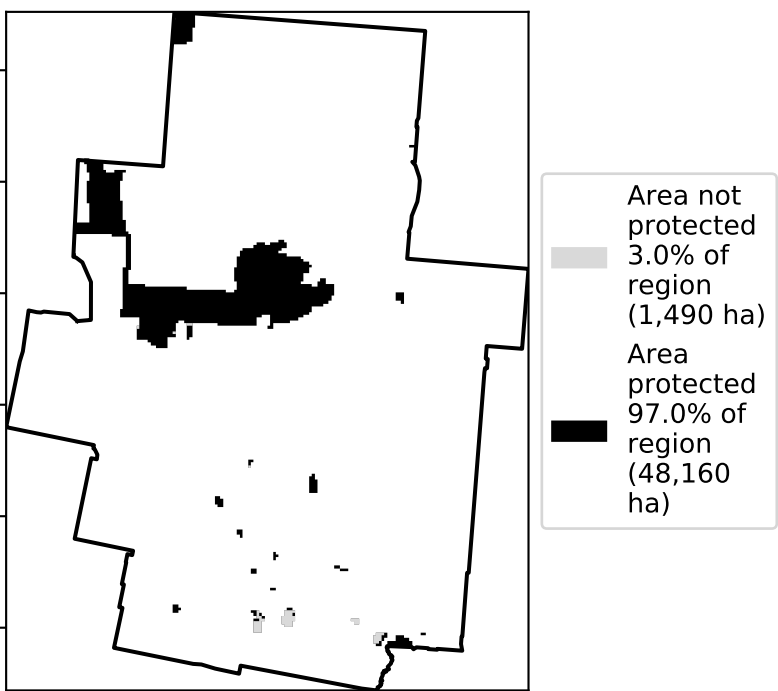 Area not
protected
3.0% of
region
(1,490 ha)
Area
protected
97.0% of
region
(48,160
ha)